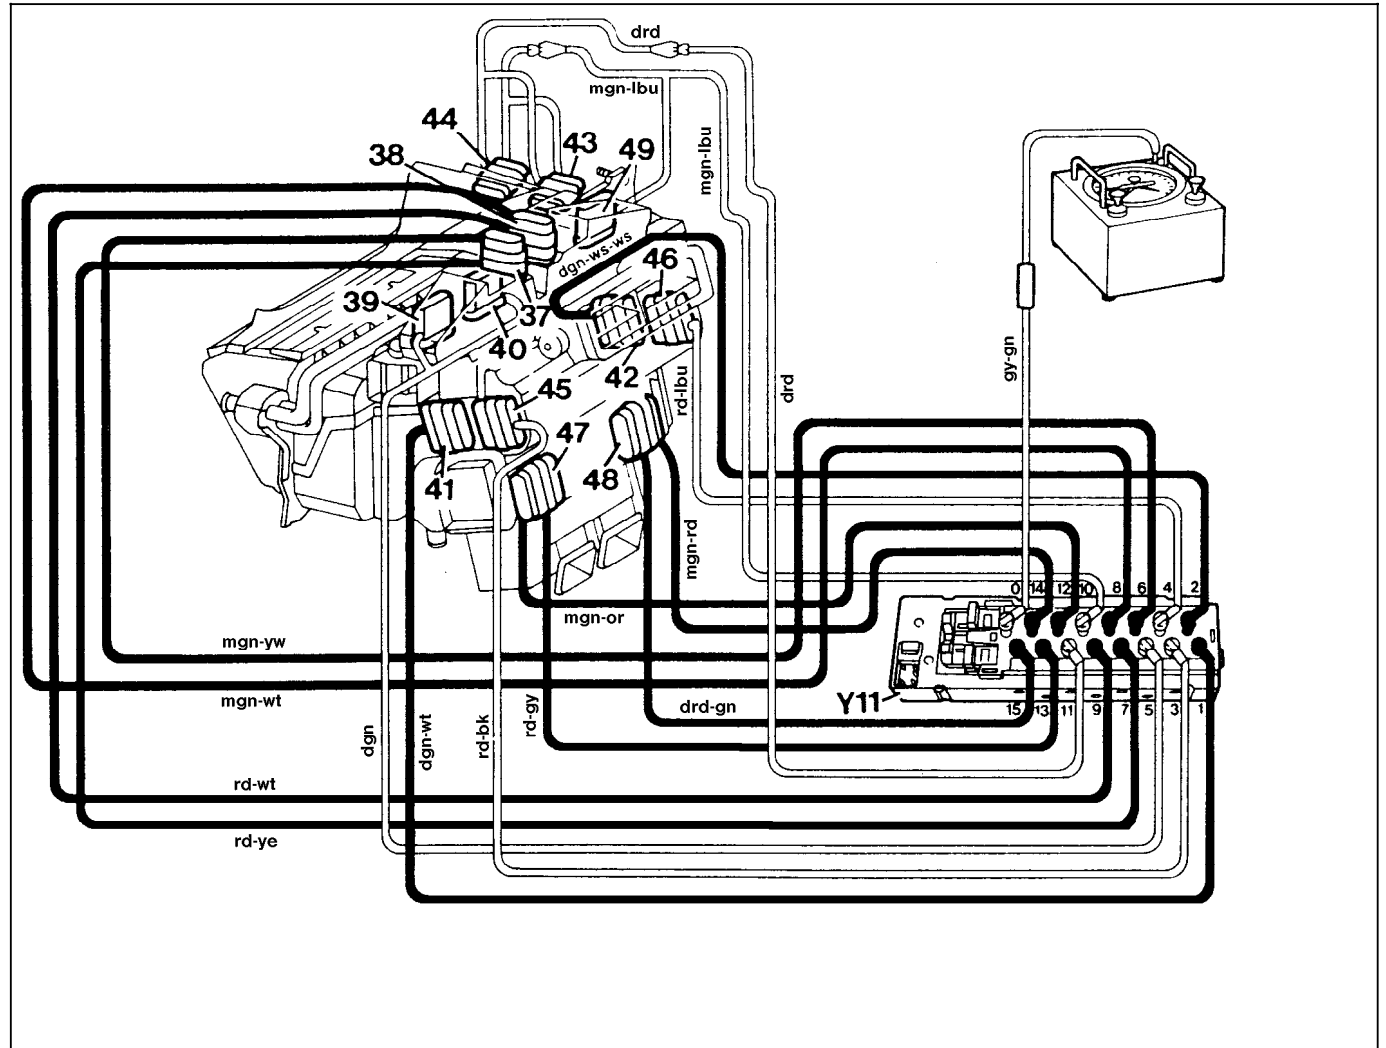 drd
mgn-lbu
44
43
38
49
mgn-lbu
dgn-ws-ws
46
39
37
40
42
gy-gn
rd-lbu
drd
45
47
41
48
mgn-rd
0 14 12 10 8 6 4 2
mgn-or
mgn-yw
mgn-wt
Y11
15 13 11 9 7 5 3 1
drd-gn
rd-gy
dgn
dgn-wt
rd-bk
rd-wt
rd-ye